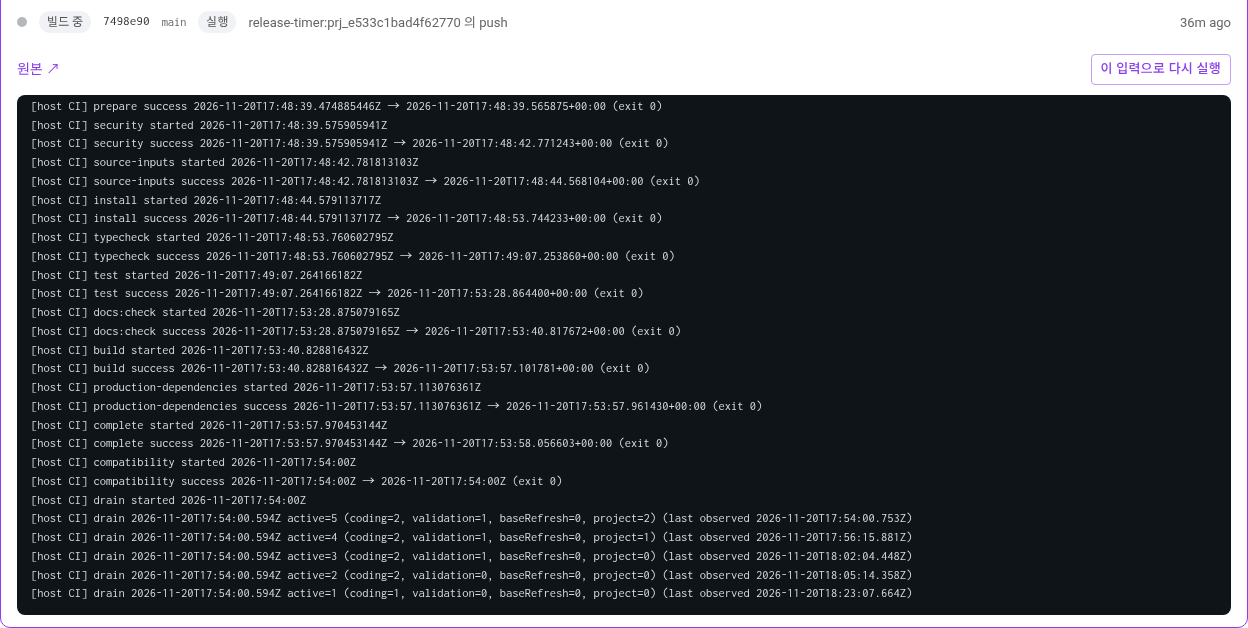 빌드 중 7498e90 main 실행 release-timer:prj_e533c1bad4f62770 의 push 36m ago
원본 ↗ 이 입력으로 다시 실행
[host CI] prepare success 2026-11-20T17:48:39.474885446Z → 2026-11-20T17:48:39.565875+00:00 (exit 0)
[host CI] security started 2026-11-20T17:48:39.575905941Z
[host CI] security success 2026-11-20T17:48:39.575905941Z → 2026-11-20T17:48:42.771243+00:00 (exit 0)
[host CI] source-inputs started 2026-11-20T17:48:42.781813103Z
[host CI] source-inputs success 2026-11-20T17:48:42.781813103Z → 2026-11-20T17:48:44.568104+00:00 (exit 0)
[host CI] install started 2026-11-20T17:48:44.579113717Z
[host CI] install success 2026-11-20T17:48:44.579113717Z → 2026-11-20T17:48:53.744233+00:00 (exit 0)
[host CI] typecheck started 2026-11-20T17:48:53.760602795Z
[host CI] typecheck success 2026-11-20T17:48:53.760602795Z → 2026-11-20T17:49:07.253860+00:00 (exit 0)
[host CI] test started 2026-11-20T17:49:07.264166182Z
[host CI] test success 2026-11-20T17:49:07.264166182Z → 2026-11-20T17:53:28.864400+00:00 (exit 0)
[host CI] docs:check started 2026-11-20T17:53:28.875079165Z
[host CI] docs:check success 2026-11-20T17:53:28.875079165Z → 2026-11-20T17:53:40.817672+00:00 (exit 0)
[host CI] build started 2026-11-20T17:53:40.828816432Z
[host CI] build success 2026-11-20T17:53:40.828816432Z → 2026-11-20T17:53:57.101781+00:00 (exit 0)
[host CI] production-dependencies started 2026-11-20T17:53:57.113076361Z
[host CI] production-dependencies success 2026-11-20T17:53:57.113076361Z → 2026-11-20T17:53:57.961430+00:00 (exit 0)
[host CI] complete started 2026-11-20T17:53:57.970453144Z
[host CI] complete success 2026-11-20T17:53:57.970453144Z → 2026-11-20T17:53:58.056603+00:00 (exit 0)
[host CI] compatibility started 2026-11-20T17:54:00Z
[host CI] compatibility success 2026-11-20T17:54:00Z → 2026-11-20T17:54:00Z (exit 0)
[host CI] drain started 2026-11-20T17:54:00Z
[host CI] drain 2026-11-20T17:54:00.594Z active=5 (coding=2, validation=1, baseRefresh=0, project=2) (last observed 2026-11-20T17:54:00.753Z)
[host CI] drain 2026-11-20T17:54:00.594Z active=4 (coding=2, validation=1, baseRefresh=0, project=1) (last observed 2026-11-20T17:56:15.881Z)
[host CI] drain 2026-11-20T17:54:00.594Z active=3 (coding=2, validation=1, baseRefresh=0, project=0) (last observed 2026-11-20T18:02:04.448Z)
[host CI] drain 2026-11-20T17:54:00.594Z active=2 (coding=2, validation=0, baseRefresh=0, project=0) (last observed 2026-11-20T18:05:14.358Z)
[host CI] drain 2026-11-20T17:54:00.594Z active=1 (coding=1, validation=0, baseRefresh=0, project=0) (last observed 2026-11-20T18:23:07.664Z)